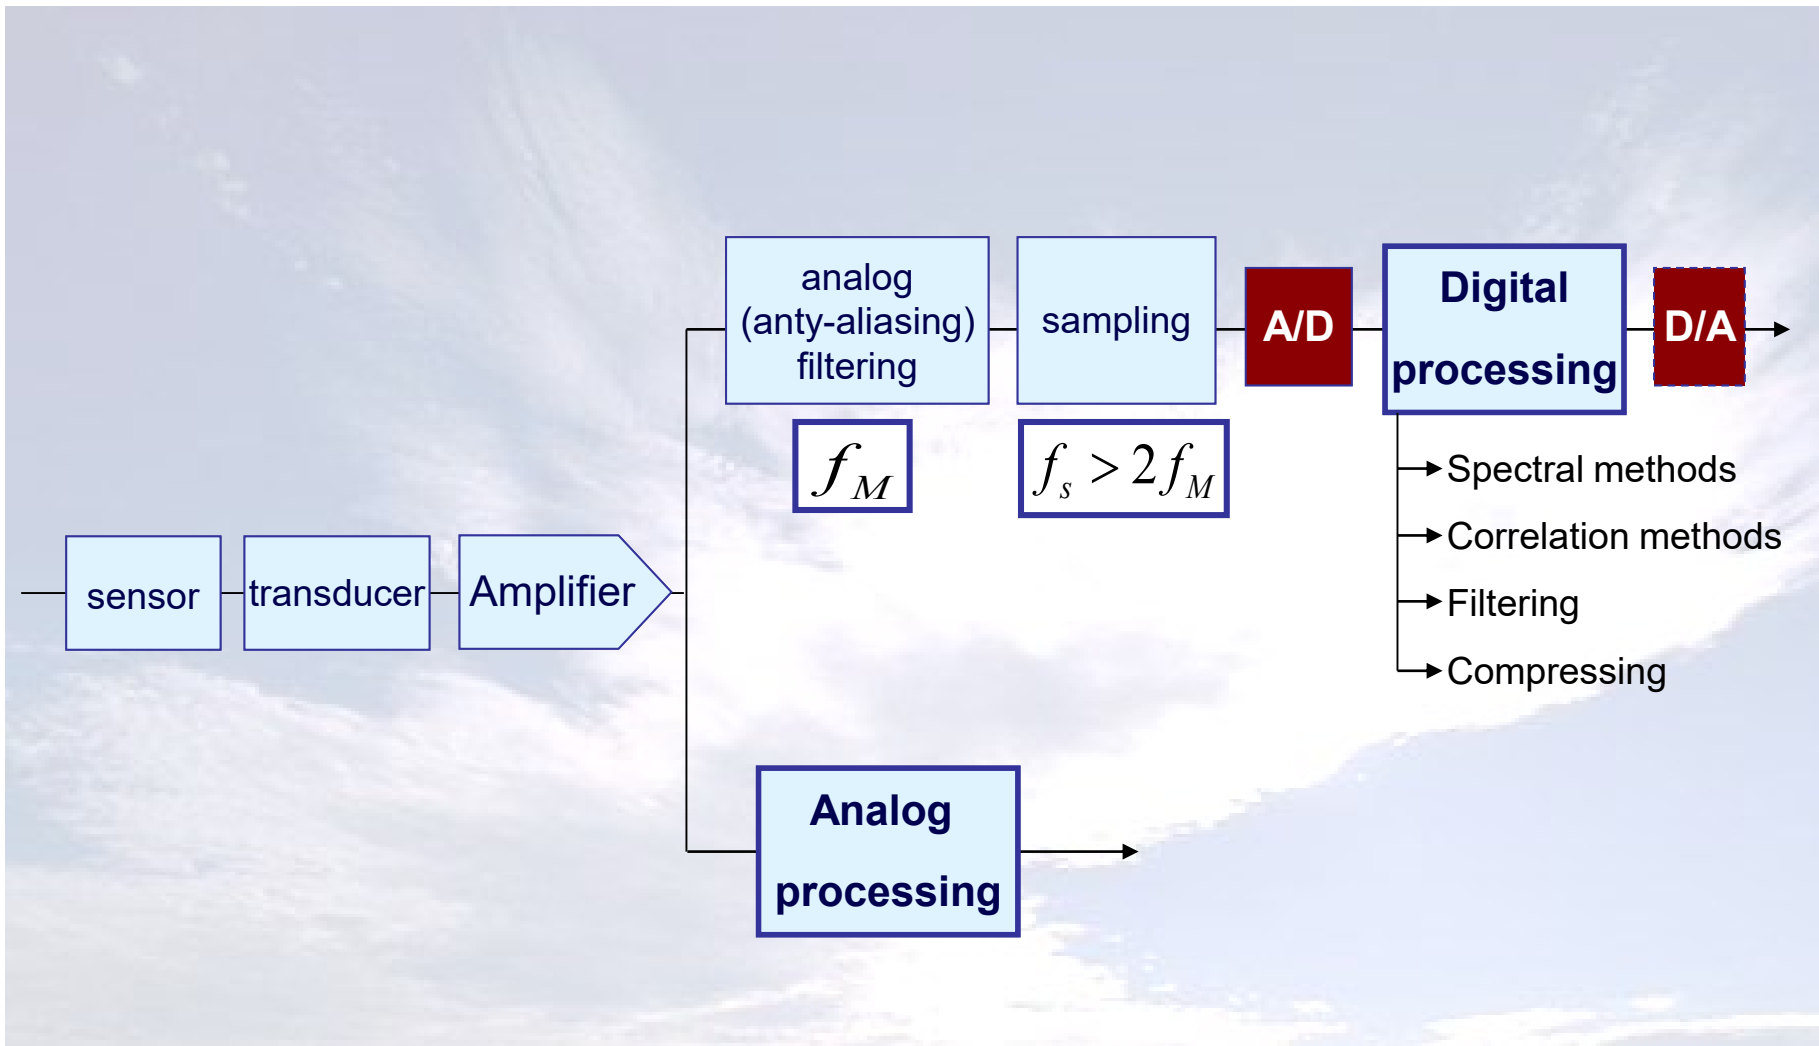 analog
(anty-aliasing)
filtering
sampling
A/D
Digital
processing
D/A
f_M
f_s > 2f_M
Spectral methods
Correlation methods
Filtering
Compressing
sensor
transducer
Amplifier
Analog
processing